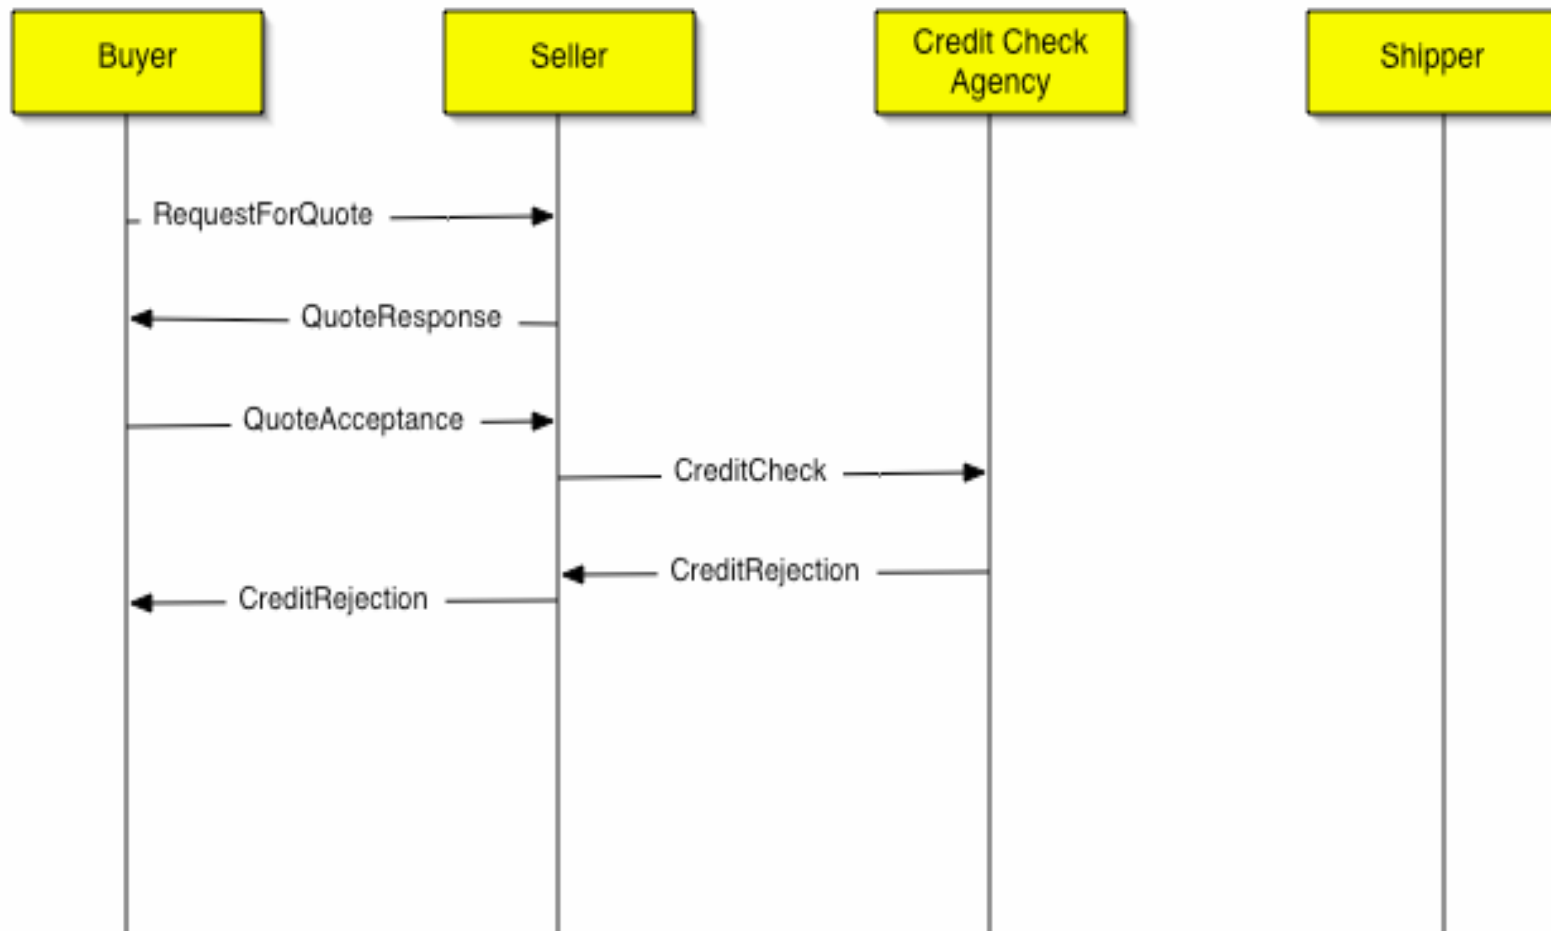 Buyer
Seller
Credit Check
Agency
Shipper
RequestForQuote
QuoteResponse
QuoteAcceptance
CreditCheck
CreditRejection
CreditRejection